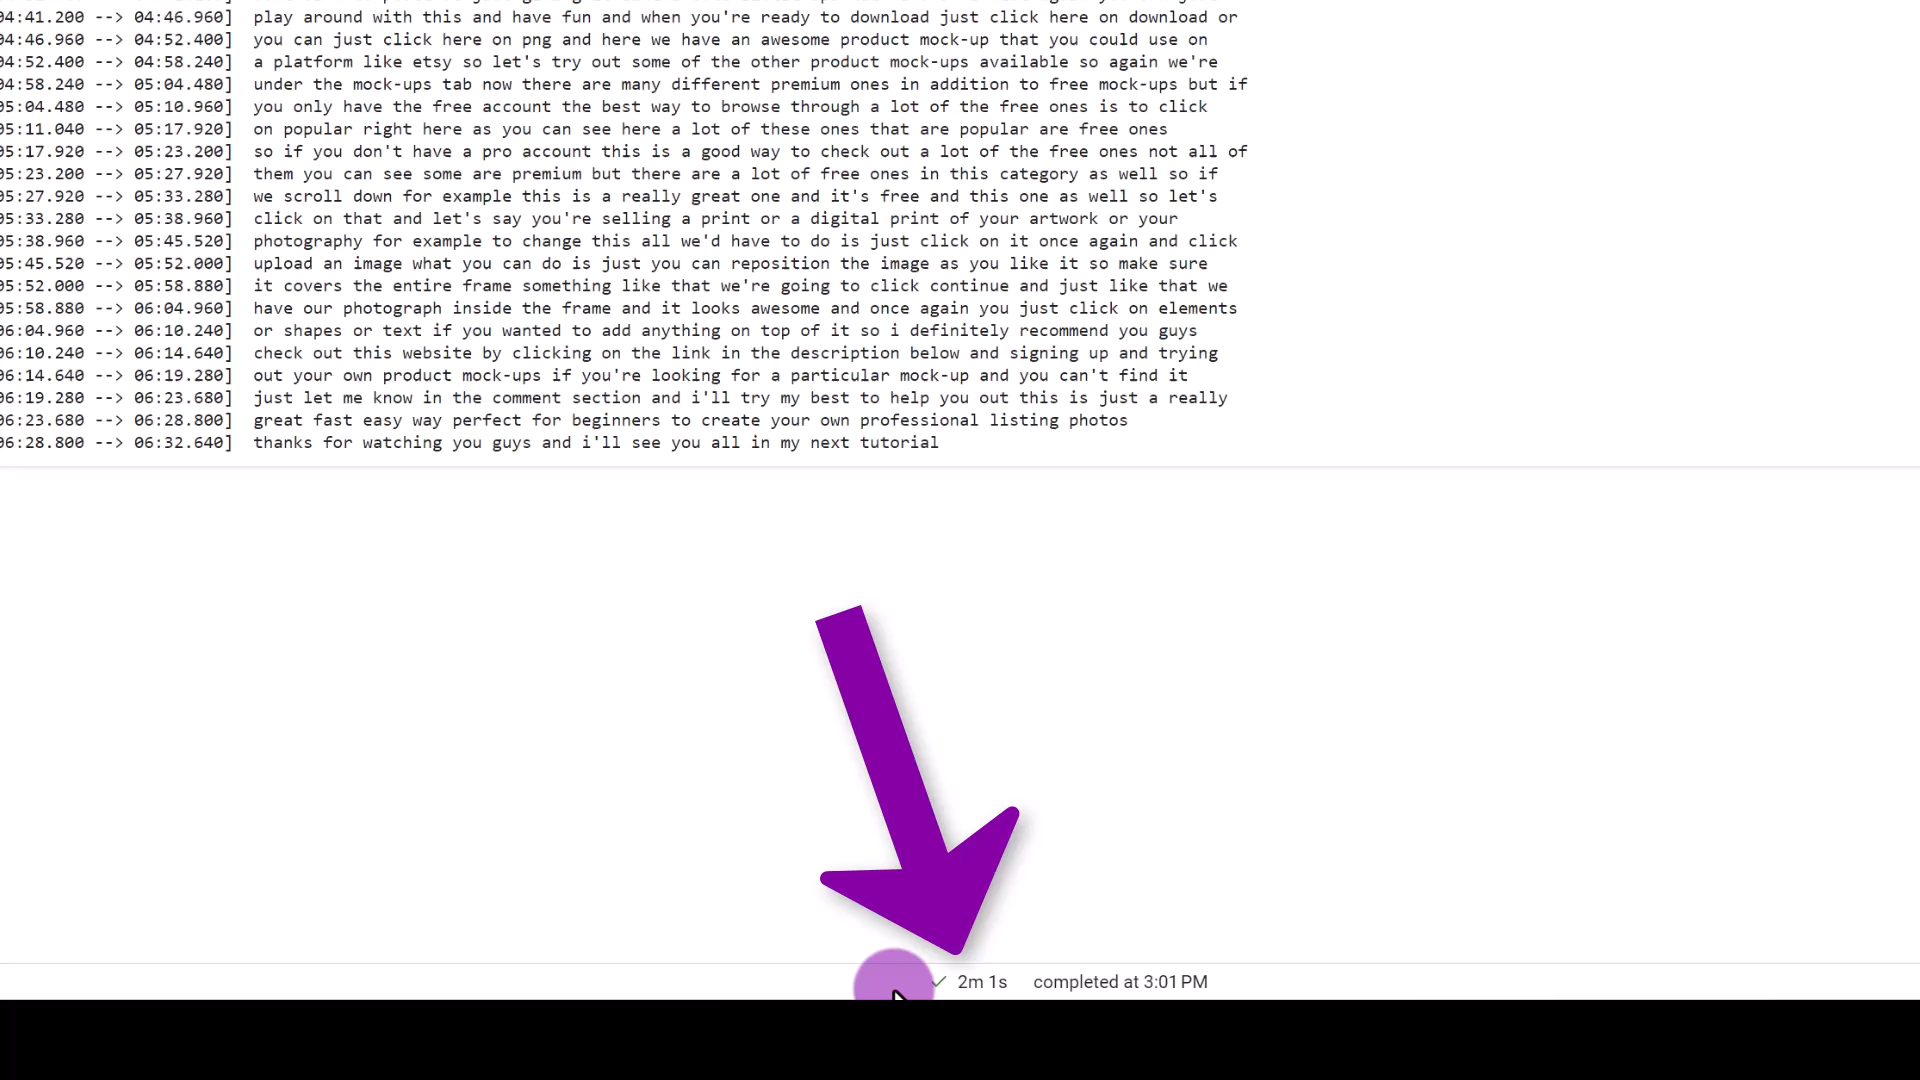 04:41.200 --> 04:46.960] play around with this and have fun and when you're ready to download just click here on download or
04:46.960 --> 04:52.400] you can just click here on png and here we have an awesome product mock-up that you could use on
04:52.400 --> 04:58.240] a platform like etsy so let's try out some of the other product mock-ups available so again we're
04:58.240 --> 05:04.480] under the mock-ups tab now there are many different premium ones in addition to free mock-ups but if
05:04.480 --> 05:10.960] you only have the free account the best way to browse through a lot of the free ones is to click
05:11.040 --> 05:17.920] on popular right here as you can see here a lot of these ones that are popular are free ones
05:17.920 --> 05:23.200] so if you don't have a pro account this is a good way to check out a lot of the free ones not all of
05:23.200 --> 05:27.920] them you can see some are premium but there are a lot of free ones in this category as well so if
05:27.920 --> 05:33.280] we scroll down for example this is a really great one and it's free and this one as well so let's
05:33.280 --> 05:38.960] click on that and let's say you're selling a print or a digital print of your artwork or your
05:38.960 --> 05:45.520] photography for example to change this all we'd have to do is just click on it once again and click
05:45.520 --> 05:52.000] upload an image what you can do is just you can reposition the image as you like it so make sure
05:52.000 --> 05:58.880] it covers the entire frame something like that we're going to click continue and just like that we
05:58.880 --> 06:04.960] have our photograph inside the frame and it looks awesome and once again you just click on elements
06:04.960 --> 06:10.240] or shapes or text if you wanted to add anything on top of it so i definitely recommend you guys
06:10.240 --> 06:14.640] check out this website by clicking on the link in the description below and signing up and trying
06:14.640 --> 06:19.280] out your own product mock-ups if you're looking for a particular mock-up and you can't find it
06:19.280 --> 06:23.680] just let me know in the comment section and i'll try my best to help you out this is just a really
06:23.680 --> 06:28.800] great fast easy way perfect for beginners to create your own professional listing photos
06:28.800 --> 06:32.640] thanks for watching you guys and i'll see you all in my next tutorial
2m 1s completed at 3:01 PM